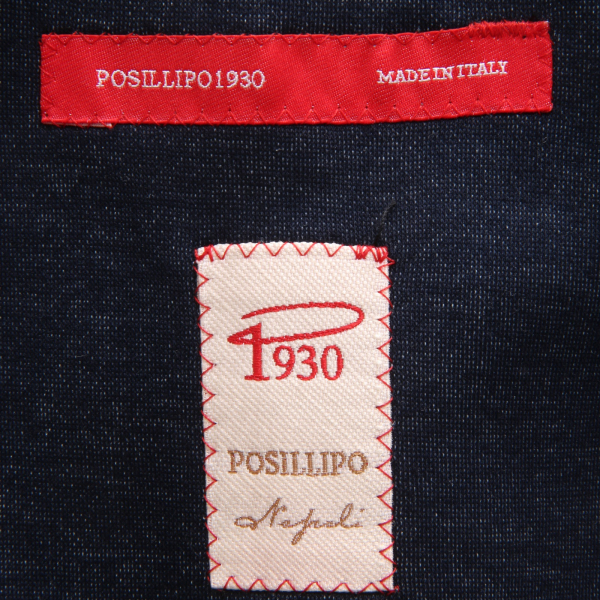 POSILLIPO1930 MADE IN ITALY
1930
POSILLIPO
Napoli